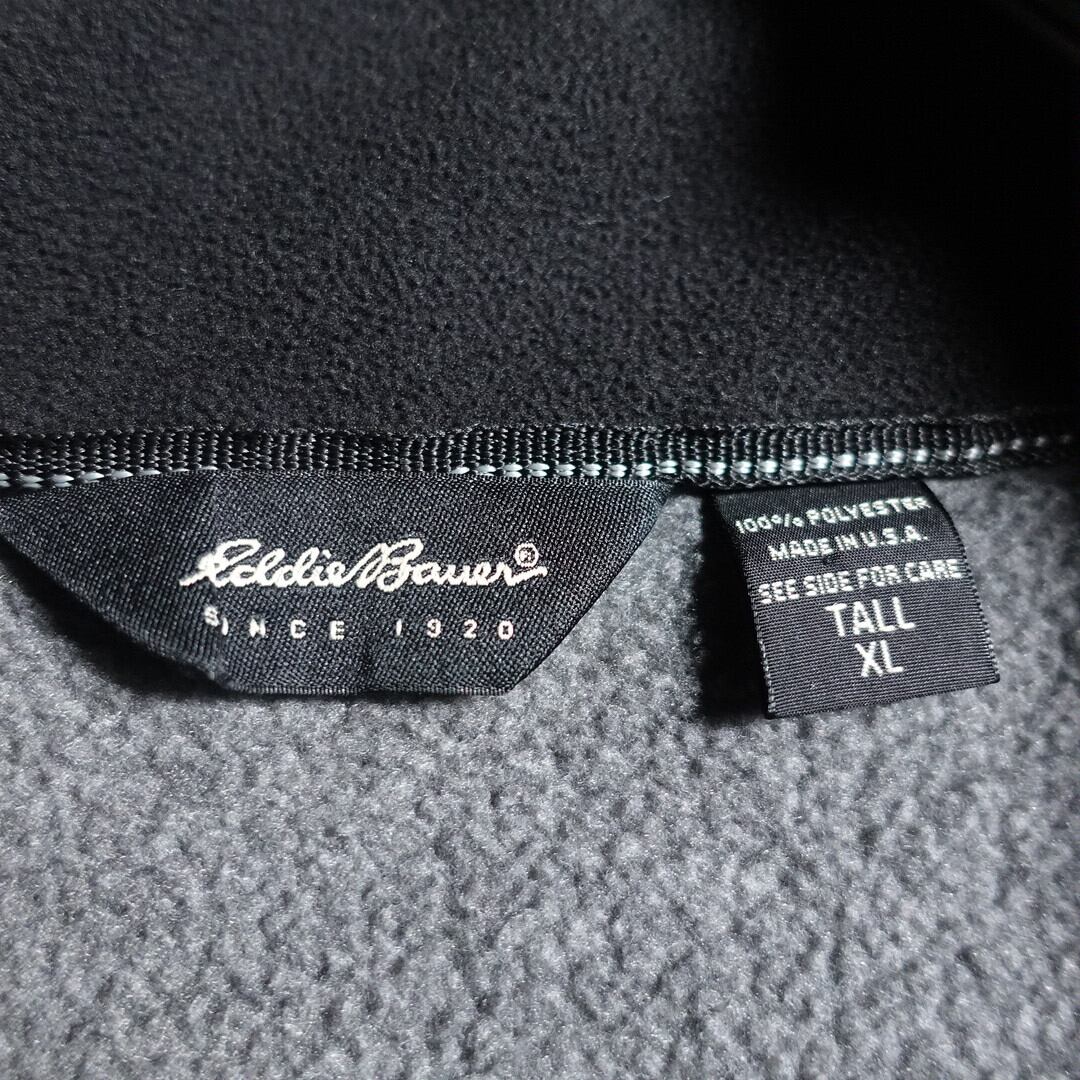 Eddie Bauer®
SINCE 1920
100% POLYESTER
MADE IN U.S.A.
SEE SIDE FOR CARE
TALL
XL